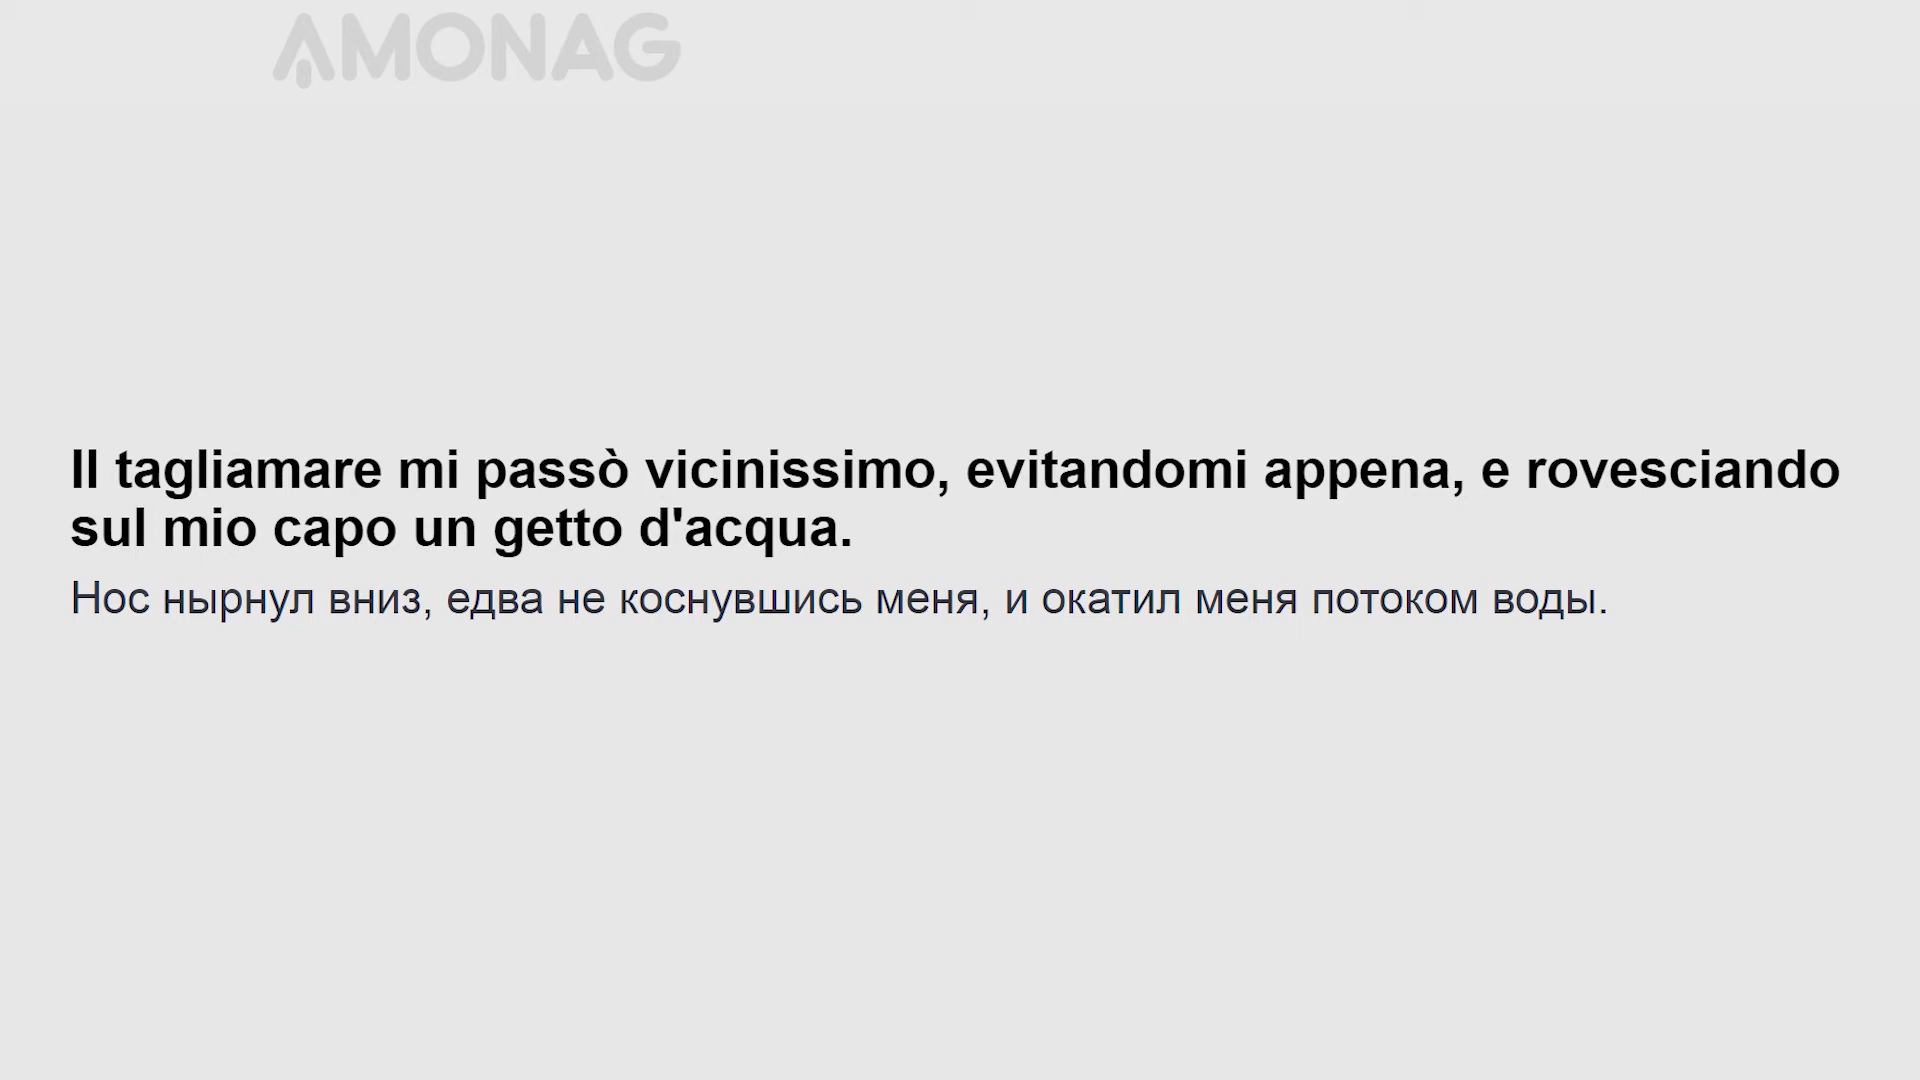 AMONAG
Il tagliamare mi passò vicinissimo, evitandomi appena, e rovesciando
sul mio capo un getto d'acqua.
Нос нырнул вниз, едва не коснувшись меня, и окатил меня потоком воды.